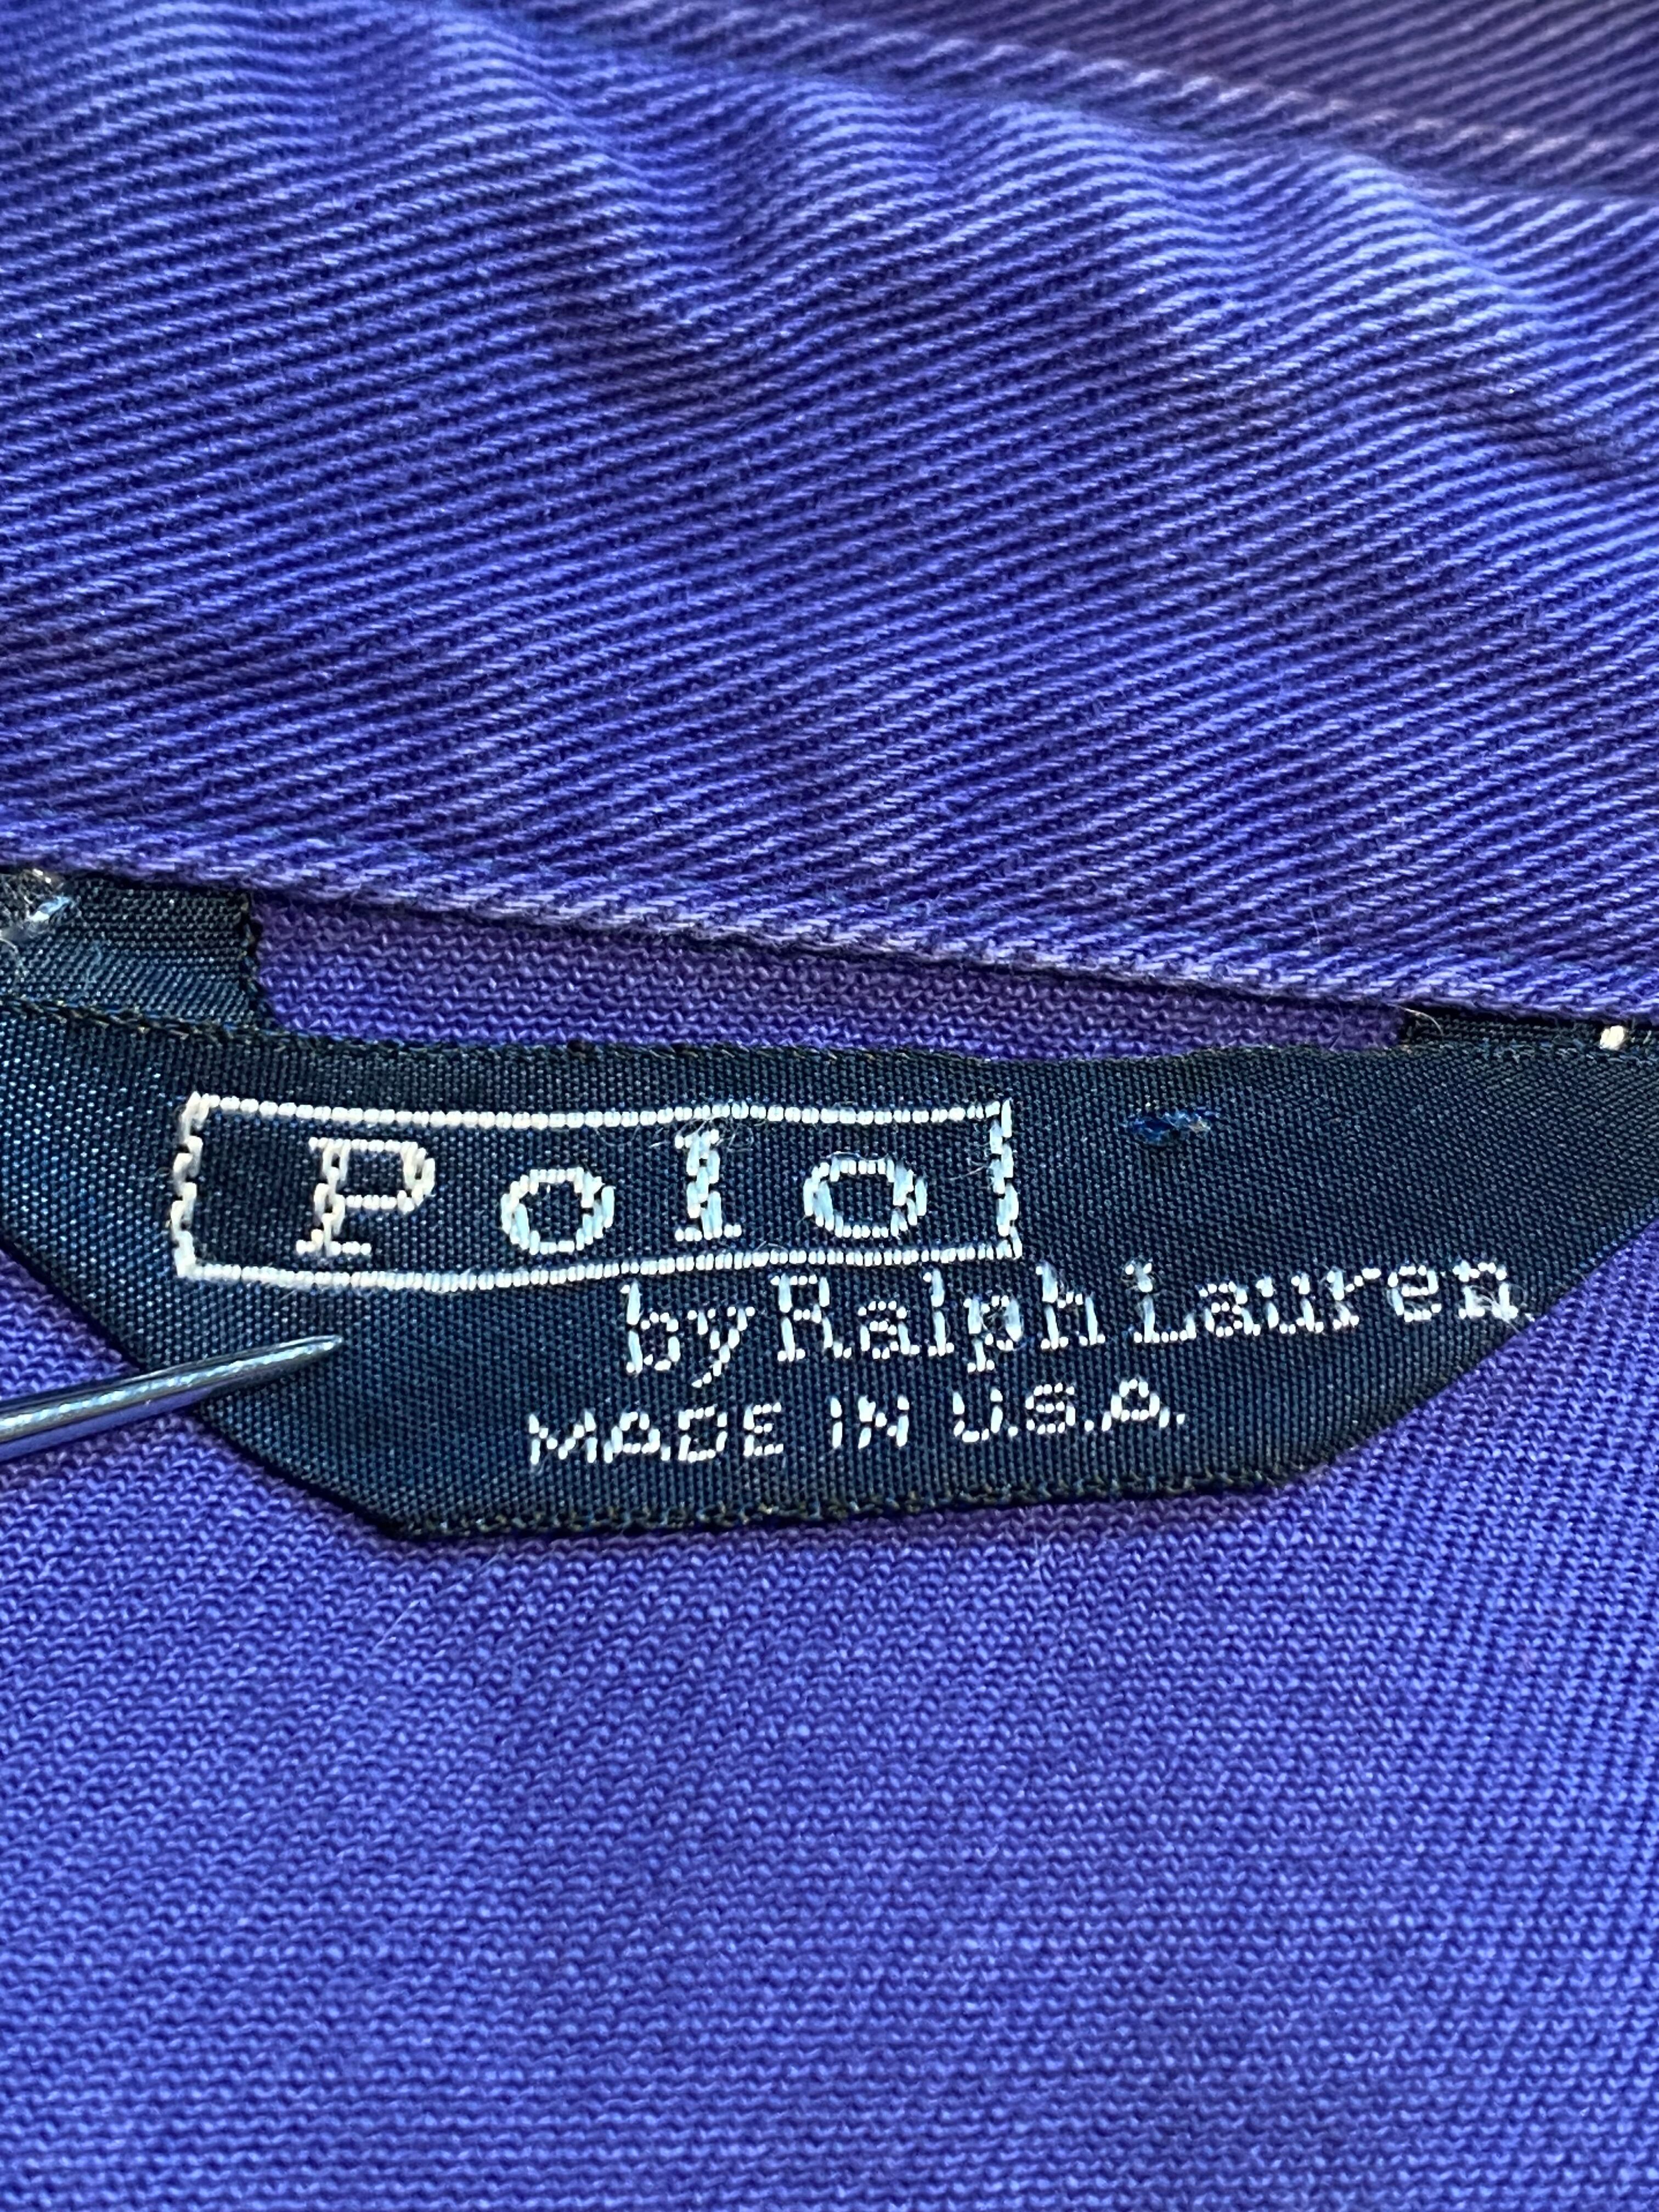 Polo
by Ralph Lauren
MADE IN U.S.A.